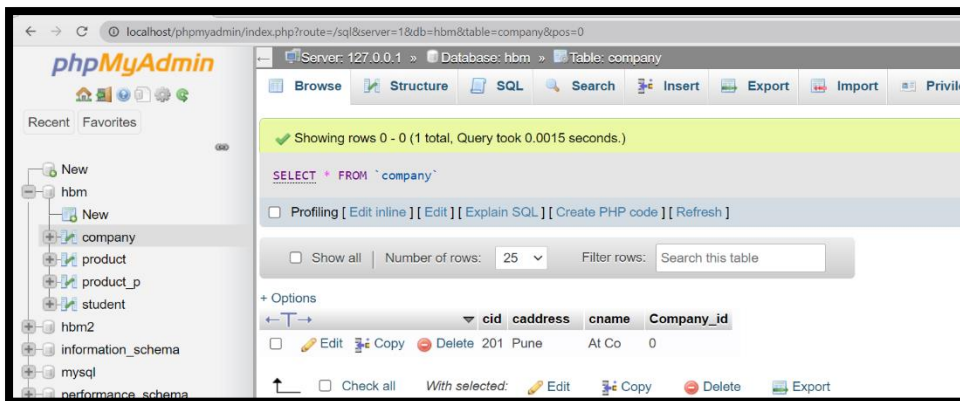 localhost/phpmyadmin/index.php?route=/sql&server=1&db=hbm&table=company&pos=0
phpMyAdmin
Recent Favorites
New
hbm
New
company
product
product_p
student
hbm2
information_schema
mysql
performance_schema
Server: 127.0.0.1 » Database: hbm » Table: company
Browse Structure SQL Search Insert Export Import Privile
Showing rows 0 - 0 (1 total, Query took 0.0015 seconds.)
SELECT * FROM `company`
Profiling [ Edit inline ] [ Edit ] [ Explain SQL ] [ Create PHP code ] [ Refresh ]
Show all | Number of rows: 25 Filter rows: Search this table
+ Options
←T→ cid caddress cname Company_id
Edit Copy Delete 201 Pune At Co 0
Check all With selected: Edit Copy Delete Export